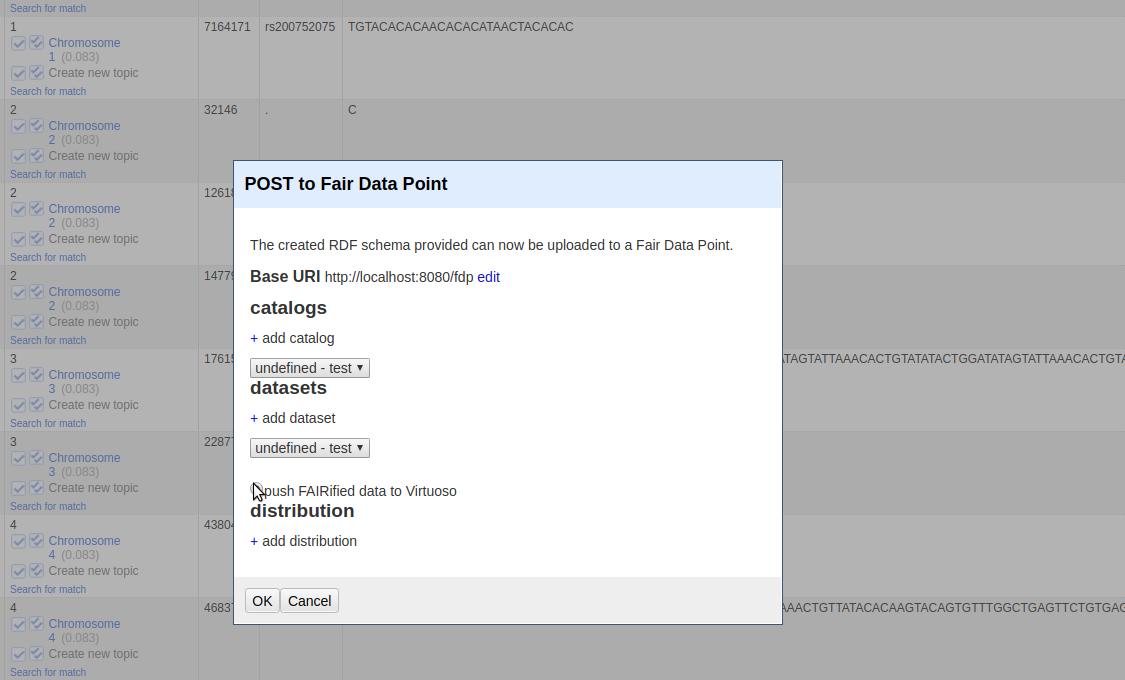 Search for match
1 7164171 rs200752075 TGTACACACAACACACATAACTACACAC
Chromosome
1 (0.083)
Create new topic
Search for match
2 32146 . C
Chromosome
2 (0.083)
Create new topic
Search for match
2 12618
Chromosome
2 (0.083)
Create new topic
Search for match
2 14779
Chromosome
2 (0.083)
Create new topic
Search for match
3 17615 ATAGTATTAAACACTGTATATACTGGATATAGTATTAAACACTGTA
Chromosome
3 (0.083)
Create new topic
Search for match
3 22877
Chromosome
3 (0.083)
Create new topic
Search for match
4 43804
Chromosome
4 (0.083)
Create new topic
Search for match
4 46837 AAACTGTTATACACAAGTACAGTGTTTGGCTGAGTTCTGTGAG
Chromosome
4 (0.083)
Create new topic
Search for match
POST to Fair Data Point
The created RDF schema provided can now be uploaded to a Fair Data Point.
Base URI http://localhost:8080/fdp edit
catalogs
+ add catalog
undefined - test
datasets
+ add dataset
undefined - test
push FAIRified data to Virtuoso
distribution
+ add distribution
OK Cancel